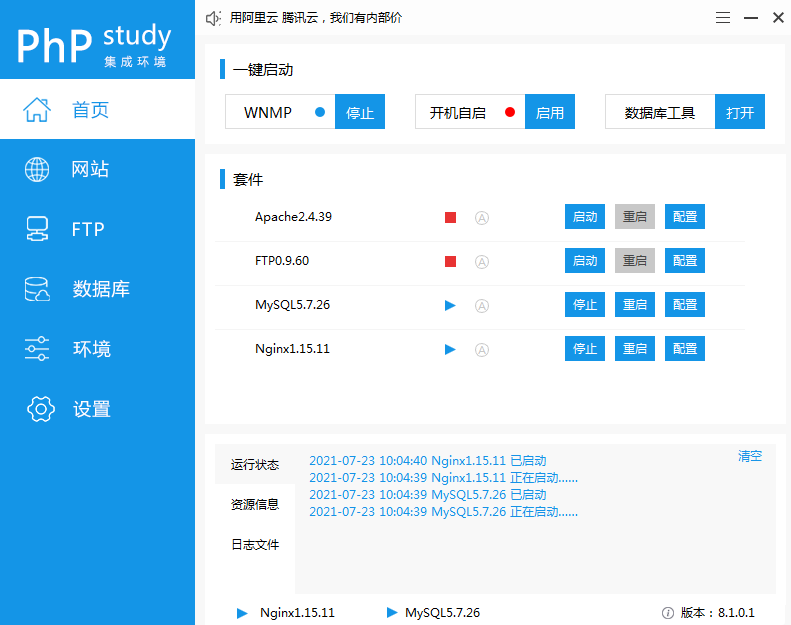 PhP study
集成环境
首页
网站
FTP
数据库
环境
设置
用阿里云 腾讯云，我们有内部价
一键启动
WNMP 停止 开机自启 启用 数据库工具 打开
套件
Apache2.4.39 A 启动 重启 配置
FTP0.9.60 A 启动 重启 配置
MySQL5.7.26 A 停止 重启 配置
Nginx1.15.11 A 停止 重启 配置
运行状态
资源信息
日志文件
2021-07-23 10:04:40 Nginx1.15.11 已启动
2021-07-23 10:04:39 Nginx1.15.11 正在启动......
2021-07-23 10:04:39 MySQL5.7.26 已启动
2021-07-23 10:04:39 MySQL5.7.26 正在启动......
清空
Nginx1.15.11 MySQL5.7.26 版本：8.1.0.1